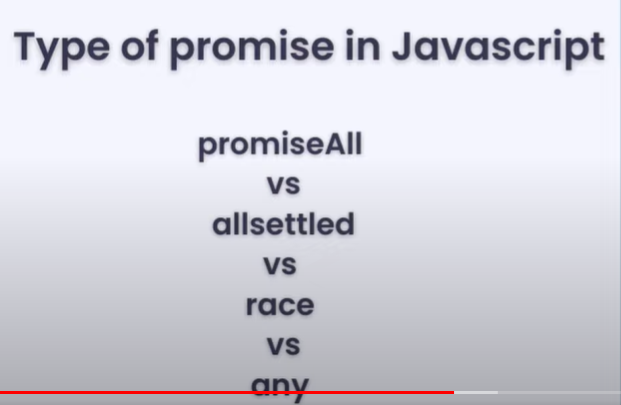 Type of promise in Javascript
promiseAll
vs
allsettled
vs
race
vs
any